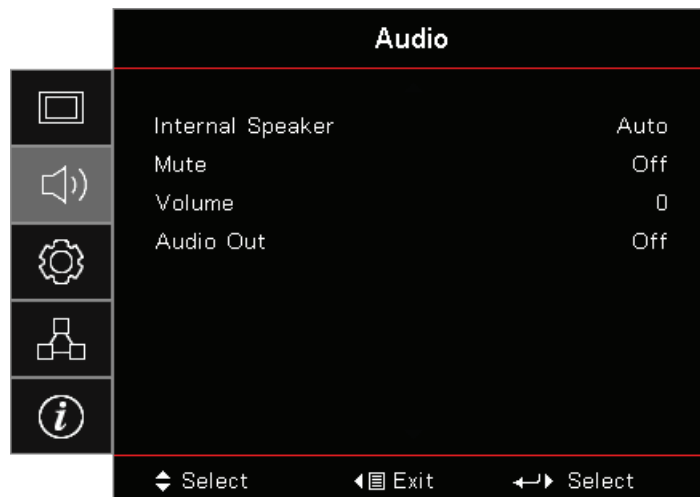 Audio
Internal Speaker Auto
Mute Off
Volume 0
Audio Out Off
Select Exit Select